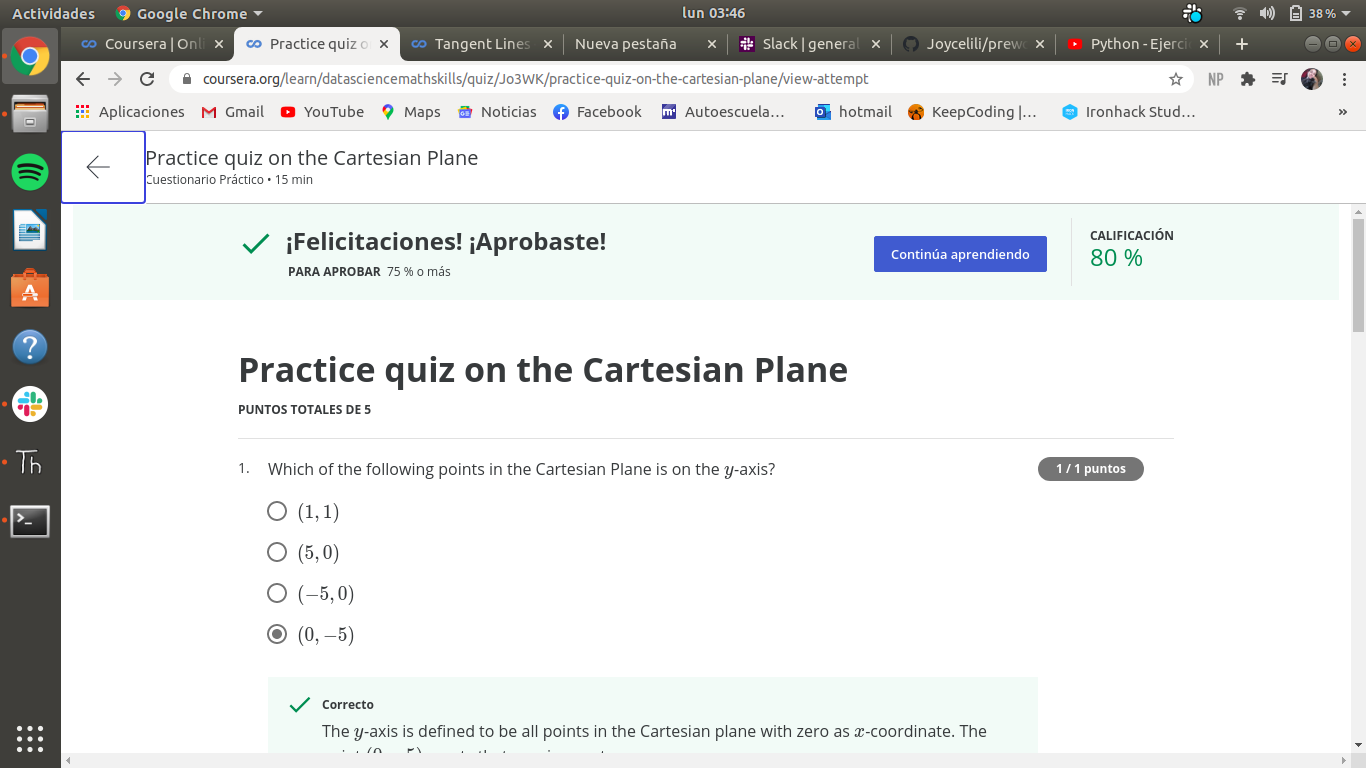 Actividades Google Chrome lun 03:46 38 %
Coursera | Onli Practice quiz o Tangent Lines Nueva pestaña Slack | general Joycelili/prewo Python - Ejerci
coursera.org/learn/datasciencemathskills/quiz/Jo3WK/practice-quiz-on-the-cartesian-plane/view-attempt NP
Aplicaciones Gmail YouTube Maps Noticias Facebook Autoescuela... hotmail KeepCoding |... Ironhack Stud... »
Practice quiz on the Cartesian Plane
Cuestionario Práctico • 15 min
¡Felicitaciones! ¡Aprobaste!
PARA APROBAR 75 % o más
Continúa aprendiendo
CALIFICACIÓN
80 %
Practice quiz on the Cartesian Plane
PUNTOS TOTALES DE 5
1. Which of the following points in the Cartesian Plane is on the y-axis?
1 / 1 puntos
(1, 1)
(5, 0)
(−5, 0)
(0, −5)
Correcto
The y-axis is defined to be all points in the Cartesian plane with zero as x-coordinate. The
Th